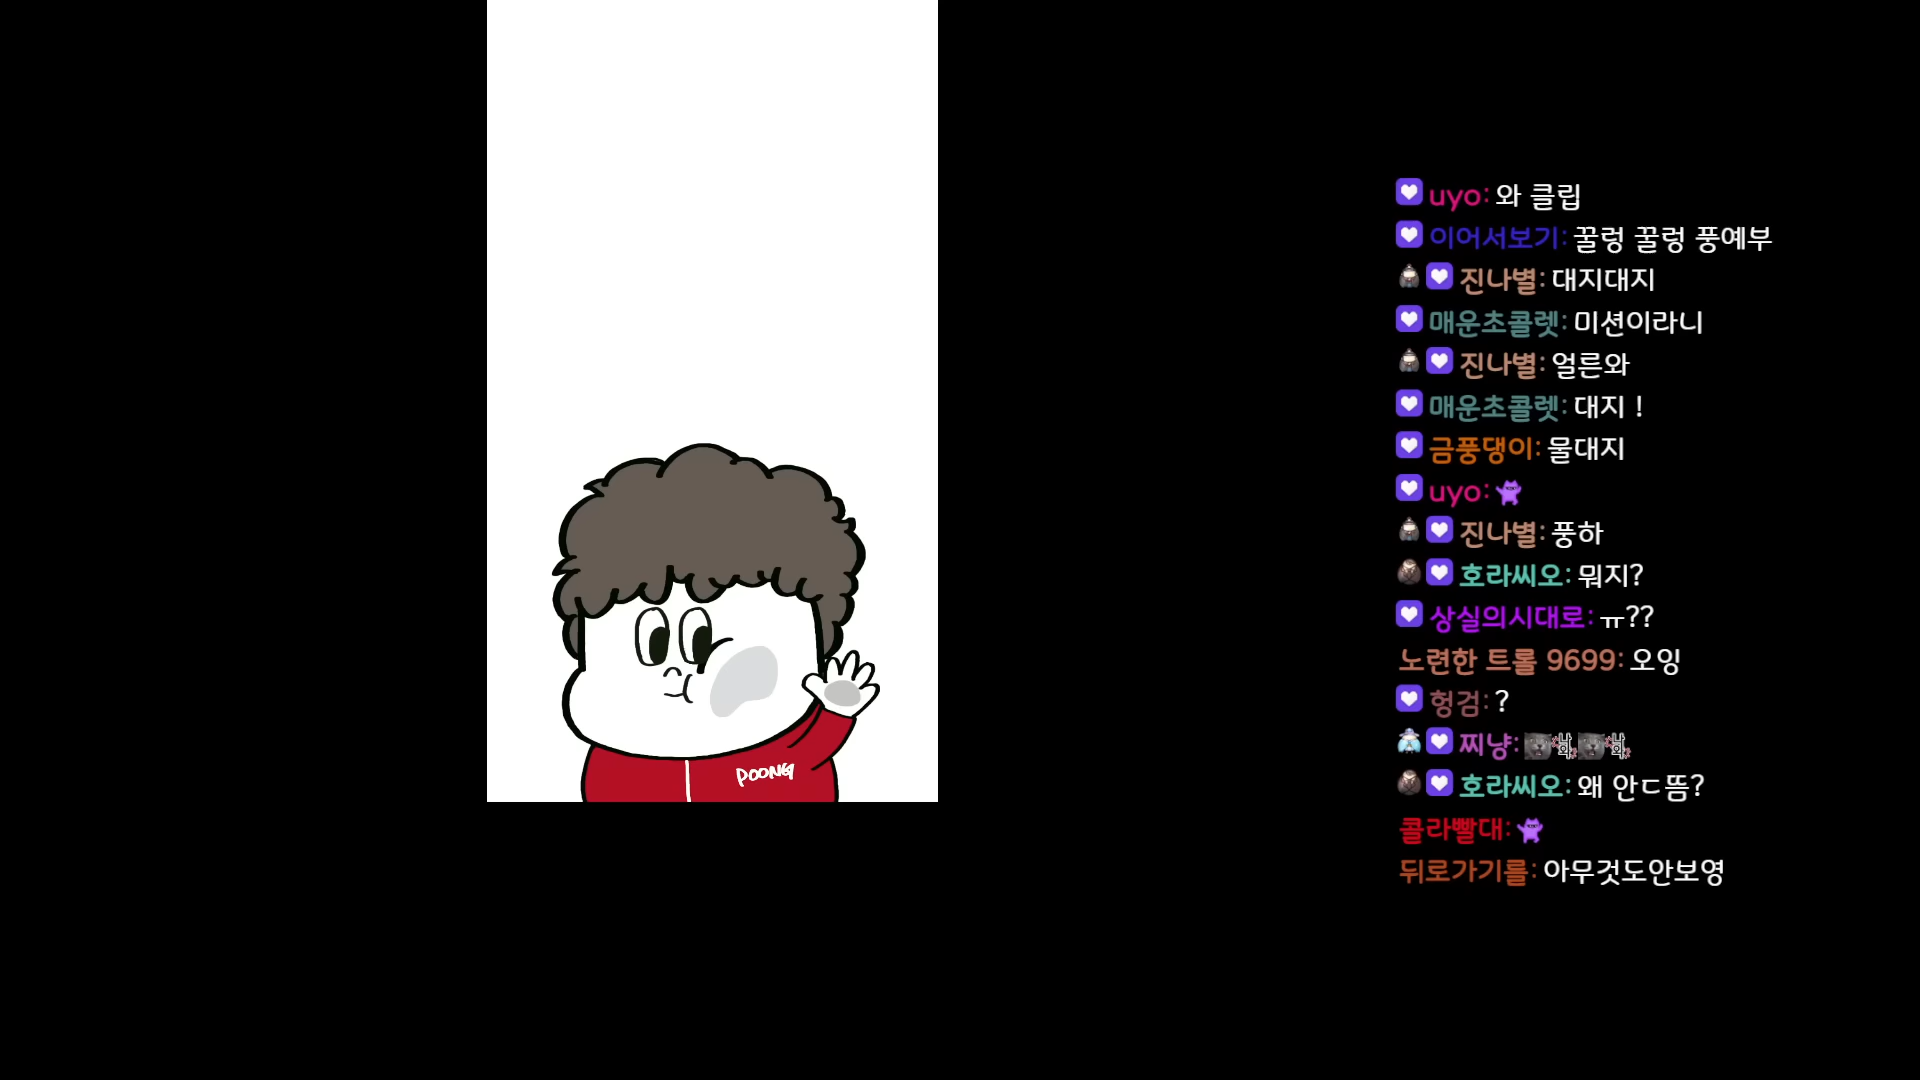 POONG
uyo: 와 클립
이어서보기: 꿀렁 꿀렁 풍예부
진나별: 대지대지
매운초콜렛: 미션이라니
진나별: 얼른와
매운초콜렛: 대지 !
금풍댕이: 물대지
uyo:
진나별: 풍하
호라씨오: 뭐지?
상실의시대로: ㅠ??
노련한 트롤 9699: 오잉
헝검: ?
찌냥:
호라씨오: 왜 안ㄷ뜸?
콜라빨대:
뒤로가기를: 아무것도안보영